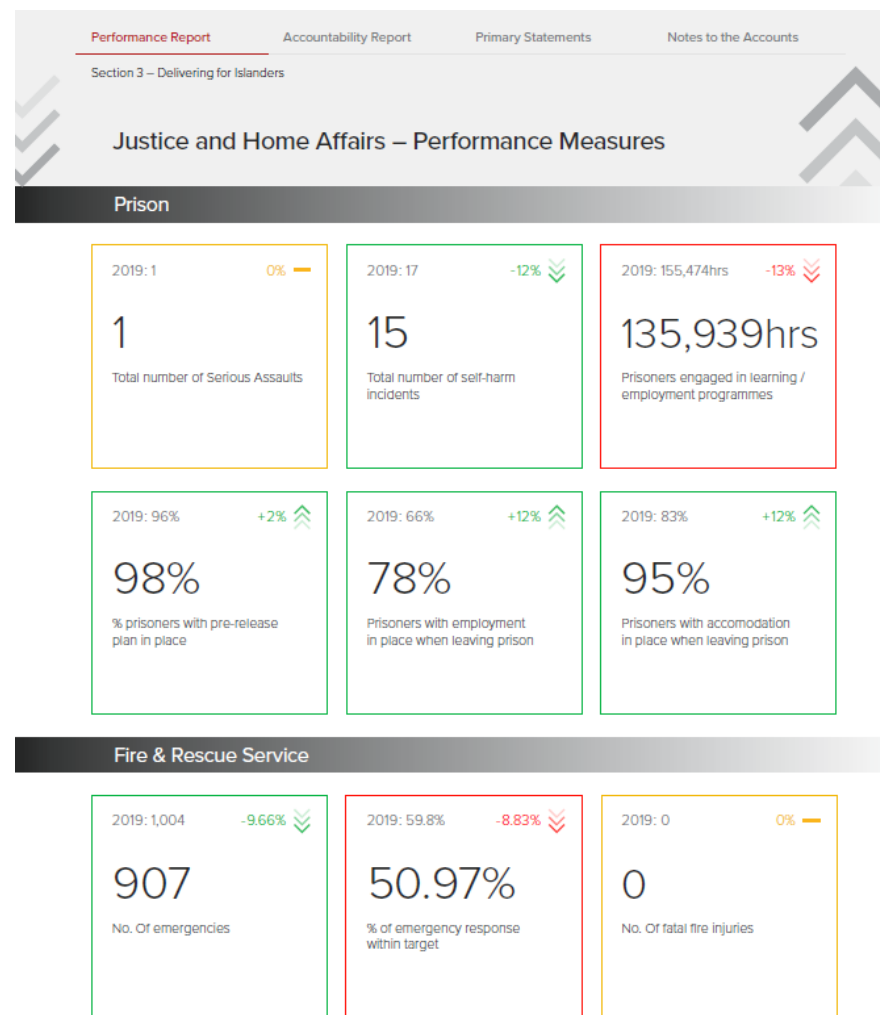 Performance Report Accountability Report Primary Statements Notes to the Accounts
Section 3 – Delivering for Islanders
Justice and Home Affairs – Performance Measures
Prison
2019: 1 0%
1
Total number of Serious Assaults
2019: 17 -12%
15
Total number of self-harm
incidents
2019: 155,474hrs -13%
135,939hrs
Prisoners engaged in learning /
employment programmes
2019: 96% +2%
98%
% prisoners with pre-release
plan in place
2019: 66% +12%
78%
Prisoners with employment
in place when leaving prison
2019: 83% +12%
95%
Prisoners with accomodation
in place when leaving prison
Fire & Rescue Service
2019: 1,004 -9.66%
907
No. Of emergencies
2019: 59.8% -8.83%
50.97%
% of emergency response
within target
2019: 0 0%
0
No. Of fatal fire injuries